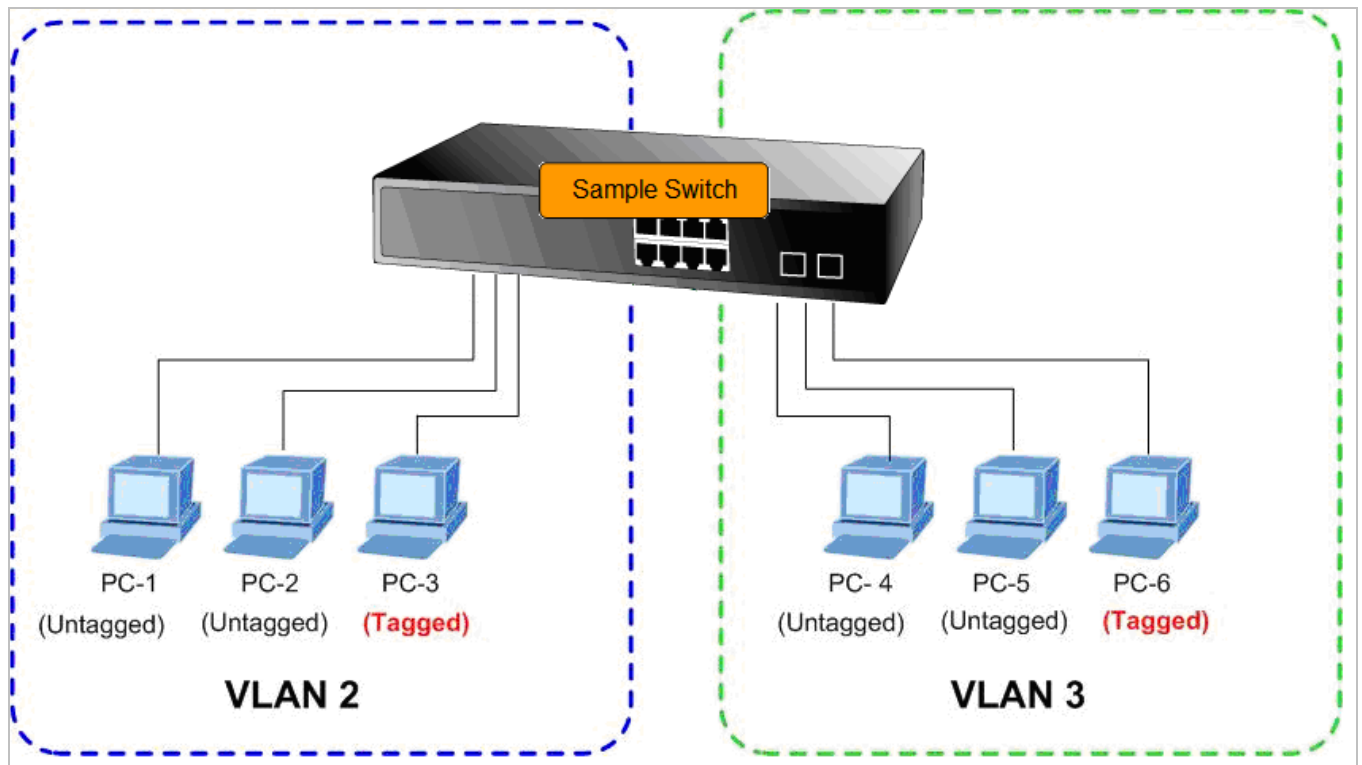 Sample Switch
PC-1 PC-2 PC-3 PC- 4 PC-5 PC-6
(Untagged) (Untagged) (Tagged) (Untagged) (Untagged) (Tagged)
VLAN 2 VLAN 3